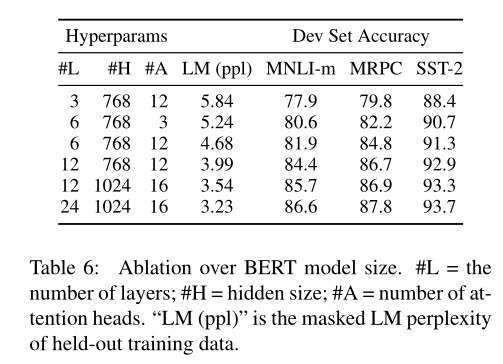 Hyperparams Dev Set Accuracy
#L #H #A LM (ppl) MNLI-m MRPC SST-2
3 768 12 5.84 77.9 79.8 88.4
6 768 3 5.24 80.6 82.2 90.7
6 768 12 4.68 81.9 84.8 91.3
12 768 12 3.99 84.4 86.7 92.9
12 1024 16 3.54 85.7 86.9 93.3
24 1024 16 3.23 86.6 87.8 93.7
Table 6: Ablation over BERT model size. #L = the
number of layers; #H = hidden size; #A = number of at-
tention heads. “LM (ppl)” is the masked LM perplexity
of held-out training data.